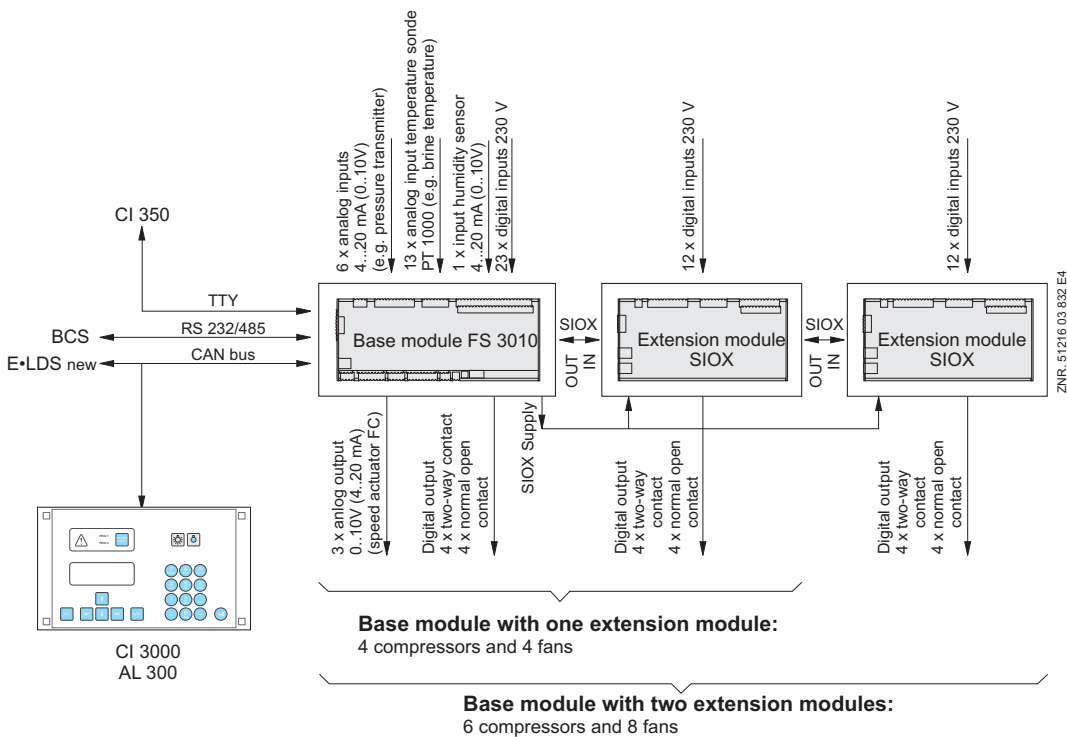 6 x analog inputs
4...20 mA (0..10V)
(e.g. pressure transmitter)
13 x analog input temperature sonde
PT 1000 (e.g. brine temperature)
1 x input humidity sensor
4...20 mA (0..10V)
23 x digital inputs 230 V
12 x digital inputs 230 V
12 x digital inputs 230 V
CI 350
TTY
BCS
RS 232/485
E•LDS new
CAN bus
Base module FS 3010
SIOX
OUT
IN
Extension module
SIOX
SIOX
OUT
IN
Extension module
SIOX
ZNR. 51216 03 832 E4
3 x anlog output
0..10V (4..20 mA)
(speed actuator FC)
Digital output
4 x two-way contact
4 x normal open
contact
SIOX Supply
Digital output
4 x two-way
contact
4 x normal open
contact
Digital output
4 x two-way
contact
4 x normal open
contact
CI 3000
AL 300
Base module with one extension module:
4 compressors and 4 fans
Base module with two extension modules:
6 compressors and 8 fans